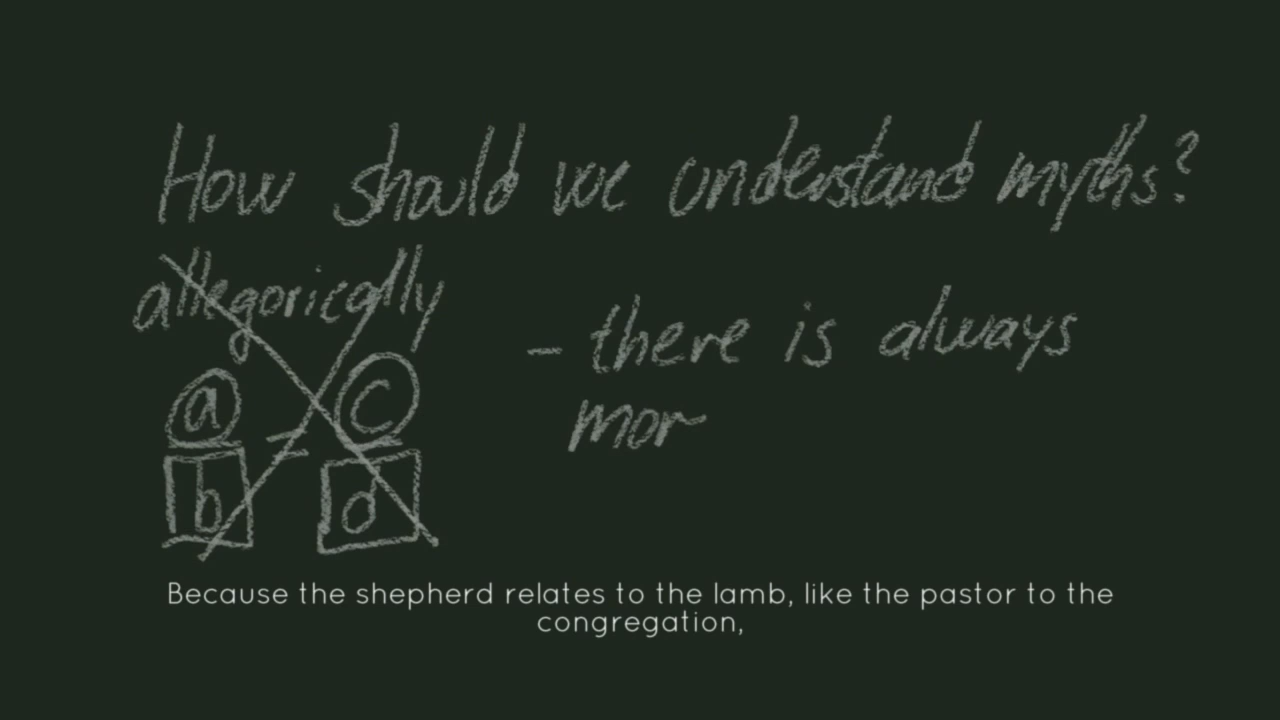 How should we understand myths?
allegorically
- there is always
mor
a = c
b d
Because the shepherd relates to the lamb, like the pastor to the
congregation,